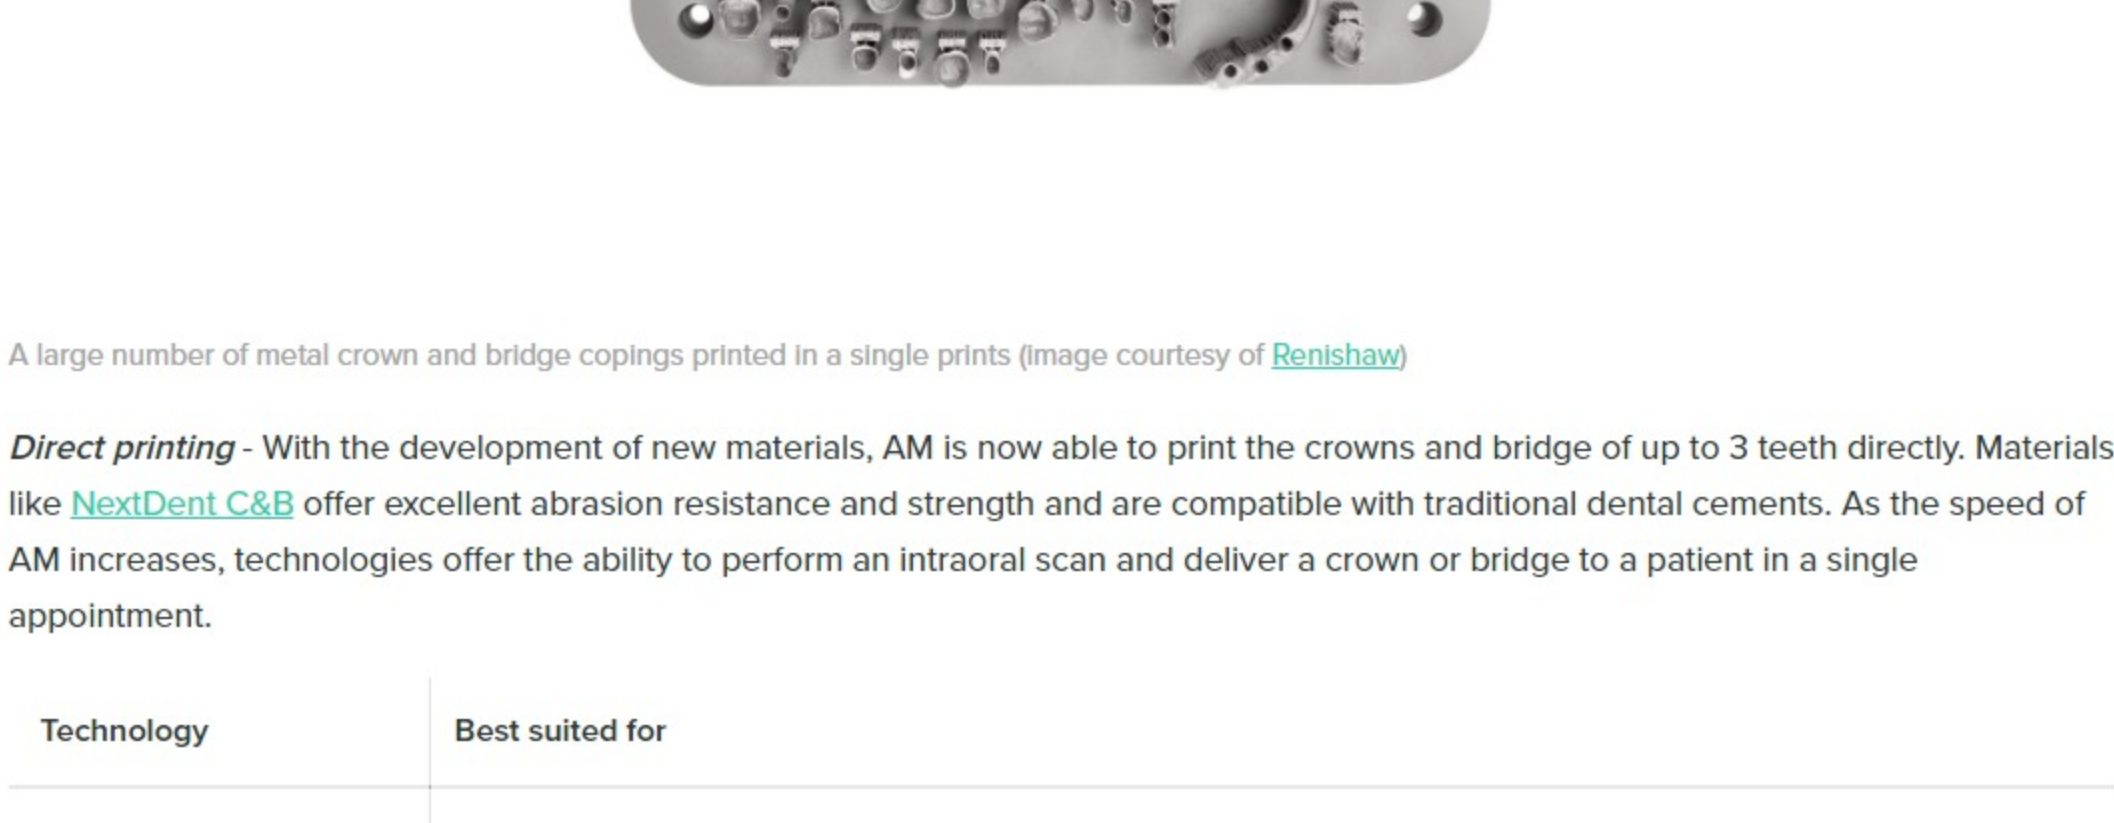 A large number of metal crown and bridge copings printed in a single prints (image courtesy of Renishaw)
Direct printing - With the development of new materials, AM is now able to print the crowns and bridge of up to 3 teeth directly. Materials
like NextDent C&B offer excellent abrasion resistance and strength and are compatible with traditional dental cements. As the speed of
AM increases, technologies offer the ability to perform an intraoral scan and deliver a crown or bridge to a patient in a single
appointment.
Technology
Best suited for